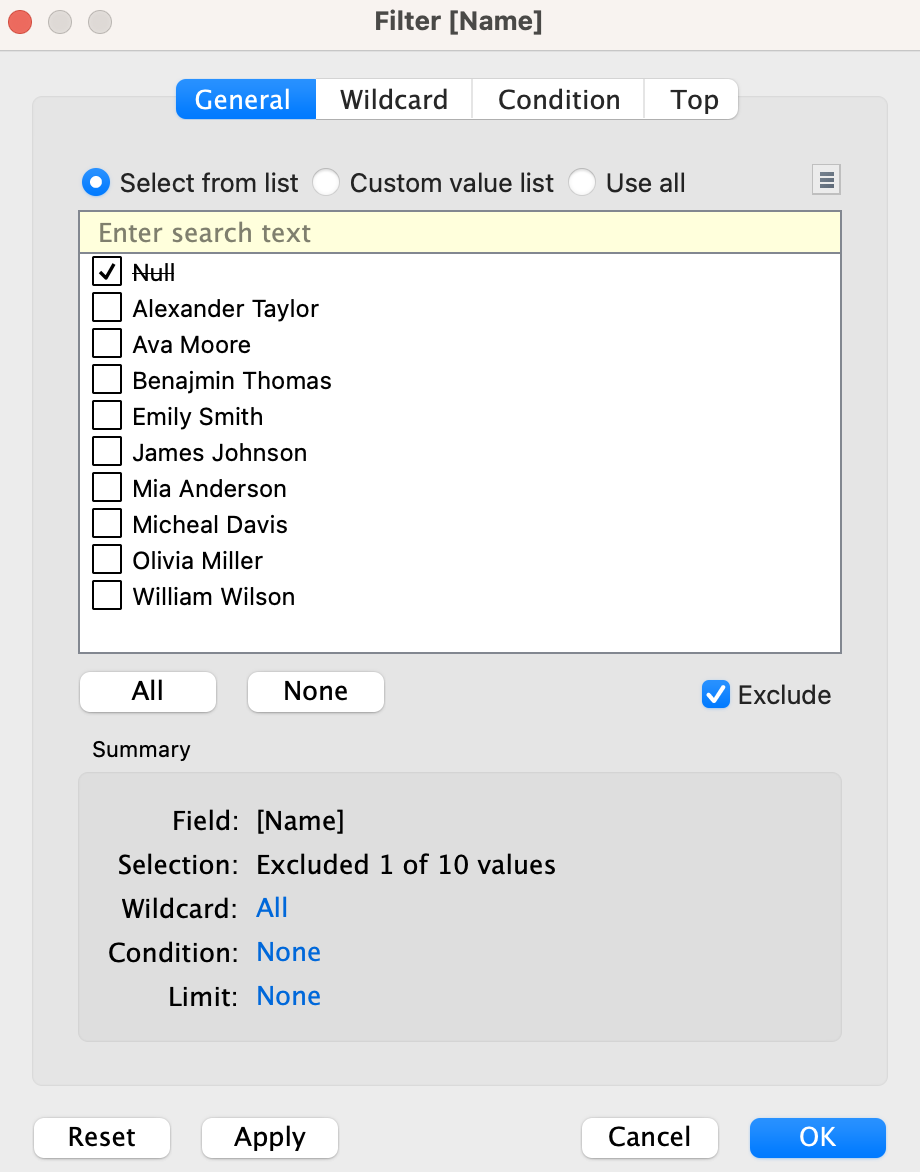 Filter [Name]
General Wildcard Condition Top
Select from list Custom value list Use all
Enter search text
Null
Alexander Taylor
Ava Moore
Benajmin Thomas
Emily Smith
James Johnson
Mia Anderson
Micheal Davis
Olivia Miller
William Wilson
All None Exclude
Summary
Field: [Name]
Selection: Excluded 1 of 10 values
Wildcard: All
Condition: None
Limit: None
Reset Apply Cancel OK